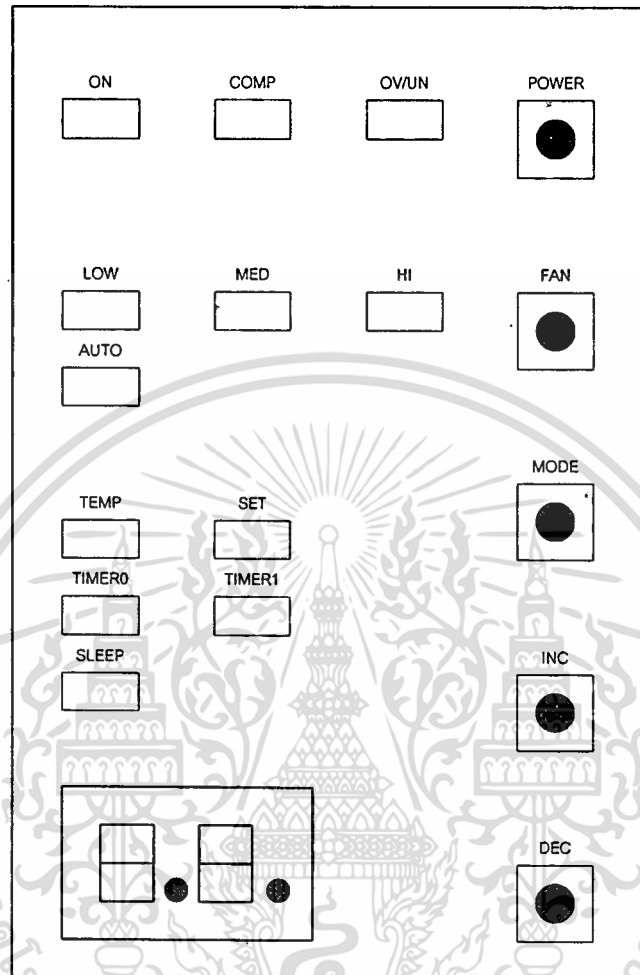 ON COMP OV/UN POWER
LOW MED HI FAN
AUTO
MODE
TEMP SET
TIMER0 TIMER1
SLEEP INC
DEC